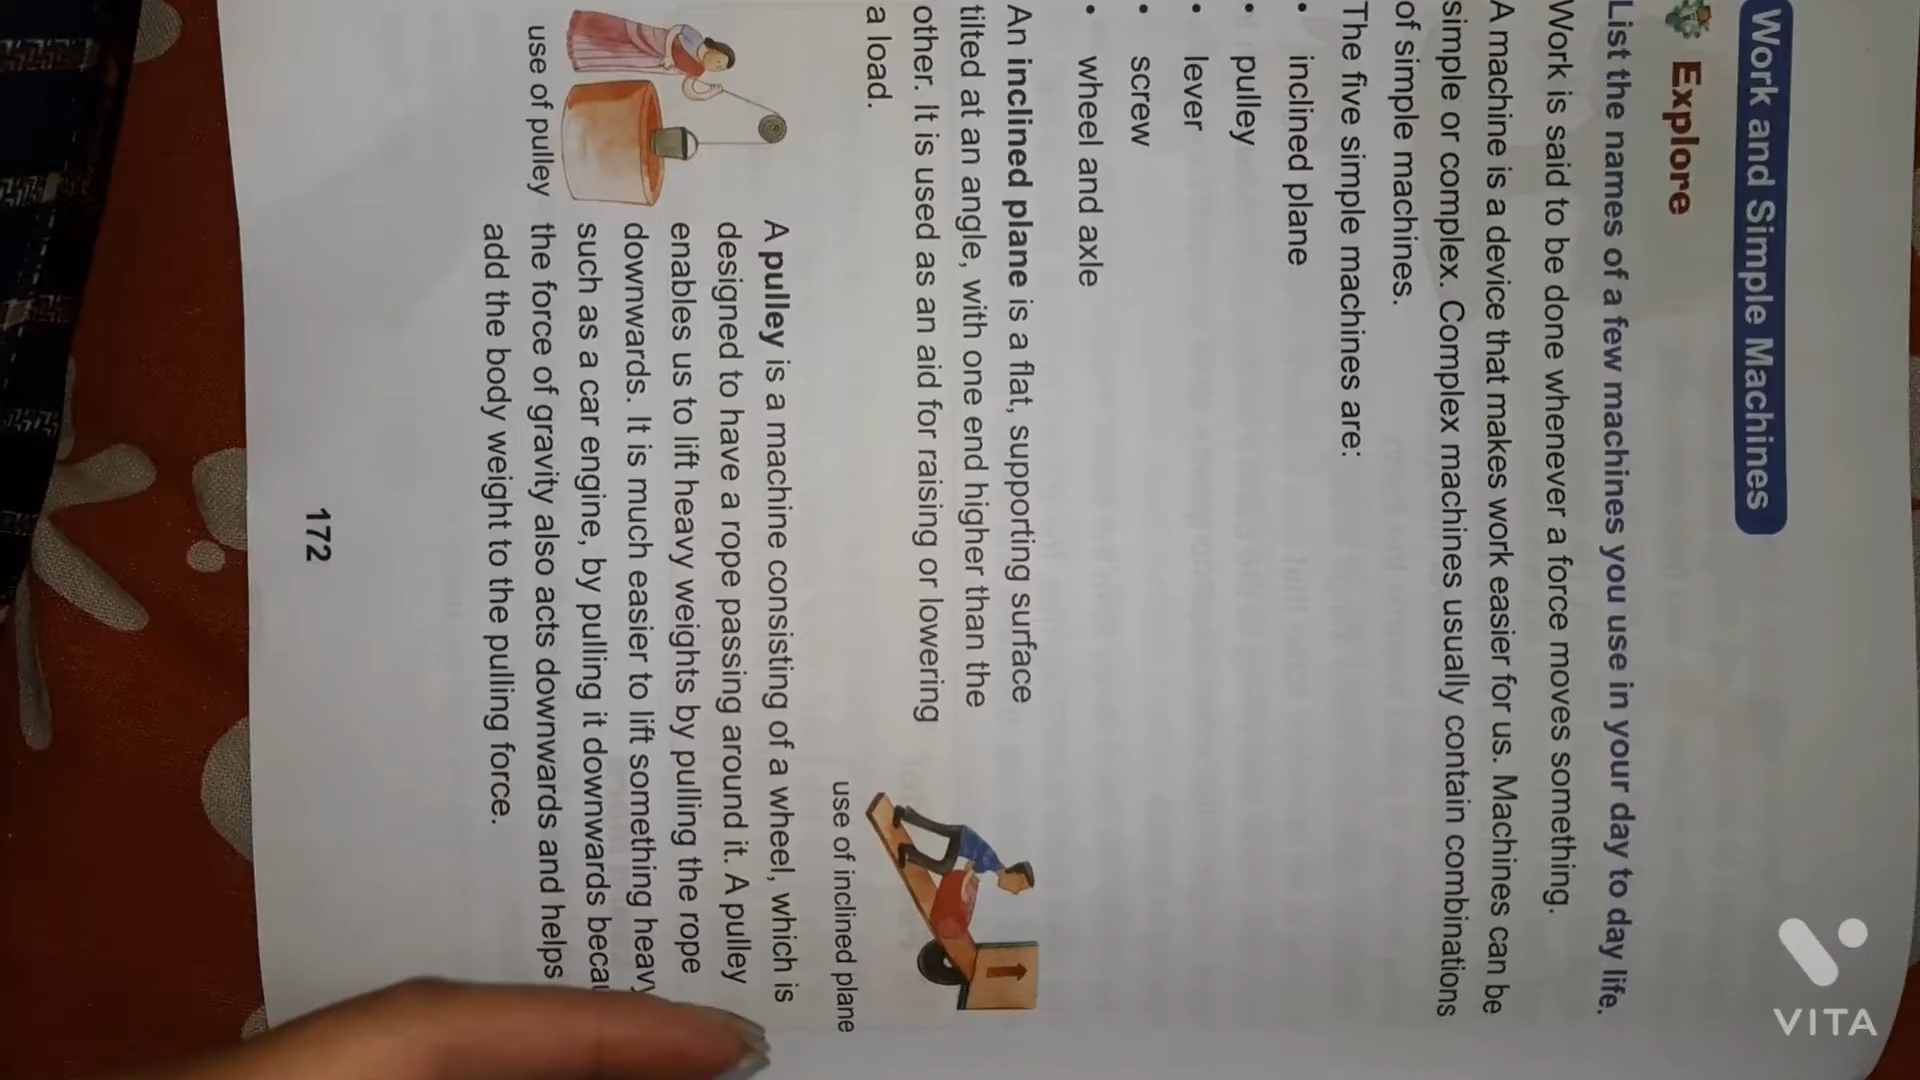 Work and Simple Machines
Explore
List the names of a few machines you use in your day to day life.
Work is said to be done whenever a force moves something.
A machine is a device that makes work easier for us. Machines can be
simple or complex. Complex machines usually contain combinations
of simple machines.
The five simple machines are:
• inclined plane
• pulley
• lever
• screw
• wheel and axle
An inclined plane is a flat, supporting surface
tilted at an angle, with one end higher than the
other. It is used as an aid for raising or lowering
a load.
use of inclined plane
A pulley is a machine consisting of a wheel, which is
designed to have a rope passing around it. A pulley
enables us to lift heavy weights by pulling the rope
downwards. It is much easier to lift something heavy
such as a car engine, by pulling it downwards
the force of gravity also acts downwards and helps
add the body weight to the pulling force.
use of pulley
172
VITA